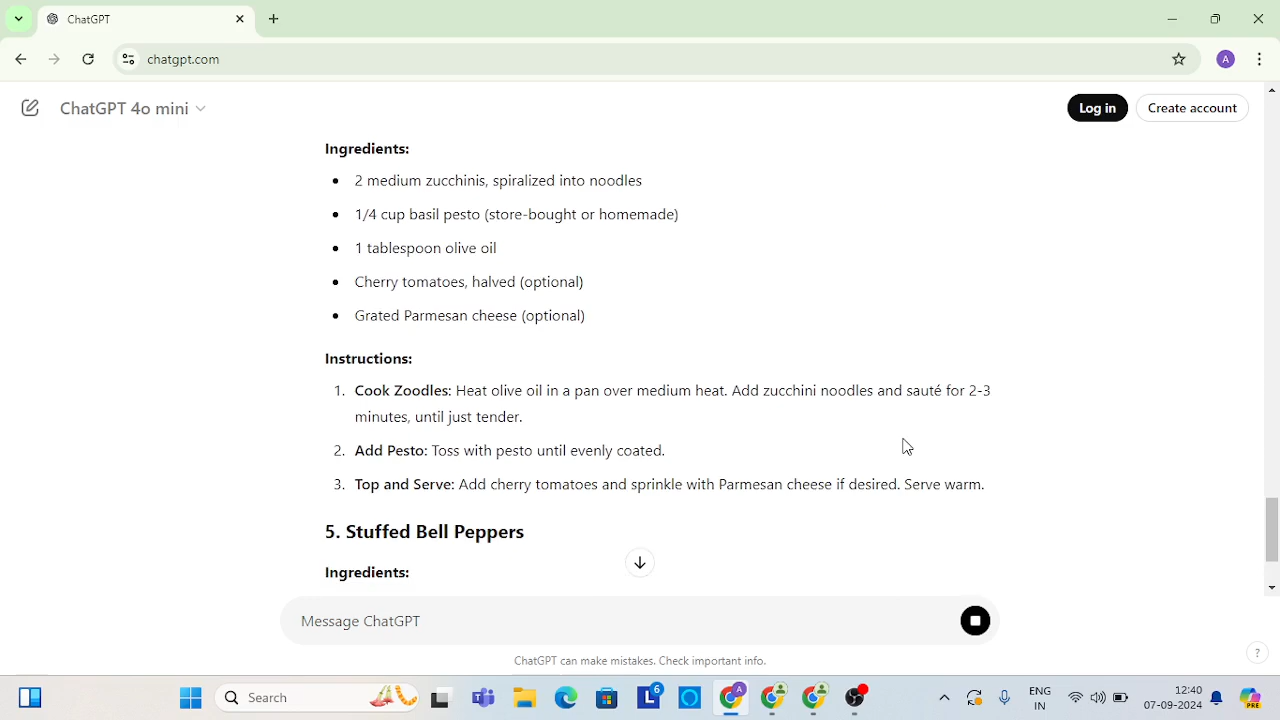 ChatGPT
chatgpt.com
A
ChatGPT 4o mini
Log in
Create account
Ingredients:
• 2 medium zucchinis, spiralized into noodles
• 1/4 cup basil pesto (store-bought or homemade)
• 1 tablespoon olive oil
• Cherry tomatoes, halved (optional)
• Grated Parmesan cheese (optional)
Instructions:
1. Cook Zoodles: Heat olive oil in a pan over medium heat. Add zucchini noodles and sauté for 2-3
minutes, until just tender.
2. Add Pesto: Toss with pesto until evenly coated.
3. Top and Serve: Add cherry tomatoes and sprinkle with Parmesan cheese if desired. Serve warm.
5. Stuffed Bell Peppers
Ingredients:
Message ChatGPT
ChatGPT can make mistakes. Check important info.
?
Search
L
6
A
ENG
IN
12:40
07-09-2024
PRE